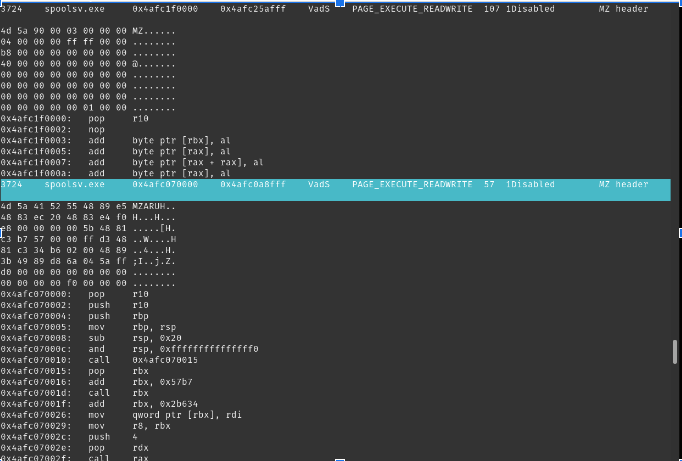 3724 spoolsv.exe 0x4afc1f0000 0x4afc25afff VadS PAGE_EXECUTE_READWRITE 107 1Disabled MZ header
4d 5a 90 00 03 00 00 00 MZ......
04 00 00 00 ff ff 00 00 ........
b8 00 00 00 00 00 00 00 ........
40 00 00 00 00 00 00 00 @.......
00 00 00 00 00 00 00 00 ........
00 00 00 00 00 00 00 00 ........
00 00 00 00 00 00 00 00 ........
00 00 00 00 00 01 00 00 ........
0x4afc1f0000: pop r10
0x4afc1f0002: nop
0x4afc1f0003: add byte ptr [rbx], al
0x4afc1f0005: add byte ptr [rax], al
0x4afc1f0007: add byte ptr [rax + rax], al
0x4afc1f000a: add byte ptr [rax], al
3724 spoolsv.exe 0x4afc070000 0x4afc0a8fff VadS PAGE_EXECUTE_READWRITE 57 1Disabled MZ header
4d 5a 41 52 55 48 89 e5 MZARUH..
48 83 ec 20 48 83 e4 f0 H...H...
e8 00 00 00 00 5b 48 81 .....[H.
c3 b7 57 00 00 ff d3 48 ..W....H
81 c3 34 b6 02 00 48 89 ..4...H.
3b 49 89 d8 6a 04 5a ff ;I..j.Z.
d0 00 00 00 00 00 00 00 ........
00 00 00 00 f0 00 00 00 ........
0x4afc070000: pop r10
0x4afc070002: push r10
0x4afc070004: push rbp
0x4afc070005: mov rbp, rsp
0x4afc070008: sub rsp, 0x20
0x4afc07000c: and rsp, 0xfffffffffffffff0
0x4afc070010: call 0x4afc070015
0x4afc070015: pop rbx
0x4afc070016: add rbx, 0x57b7
0x4afc07001d: call rbx
0x4afc07001f: add rbx, 0x2b634
0x4afc070026: mov qword ptr [rbx], rdi
0x4afc070029: mov r8, rbx
0x4afc07002c: push 4
0x4afc07002e: pop rdx
0x4afc07002f: call rax